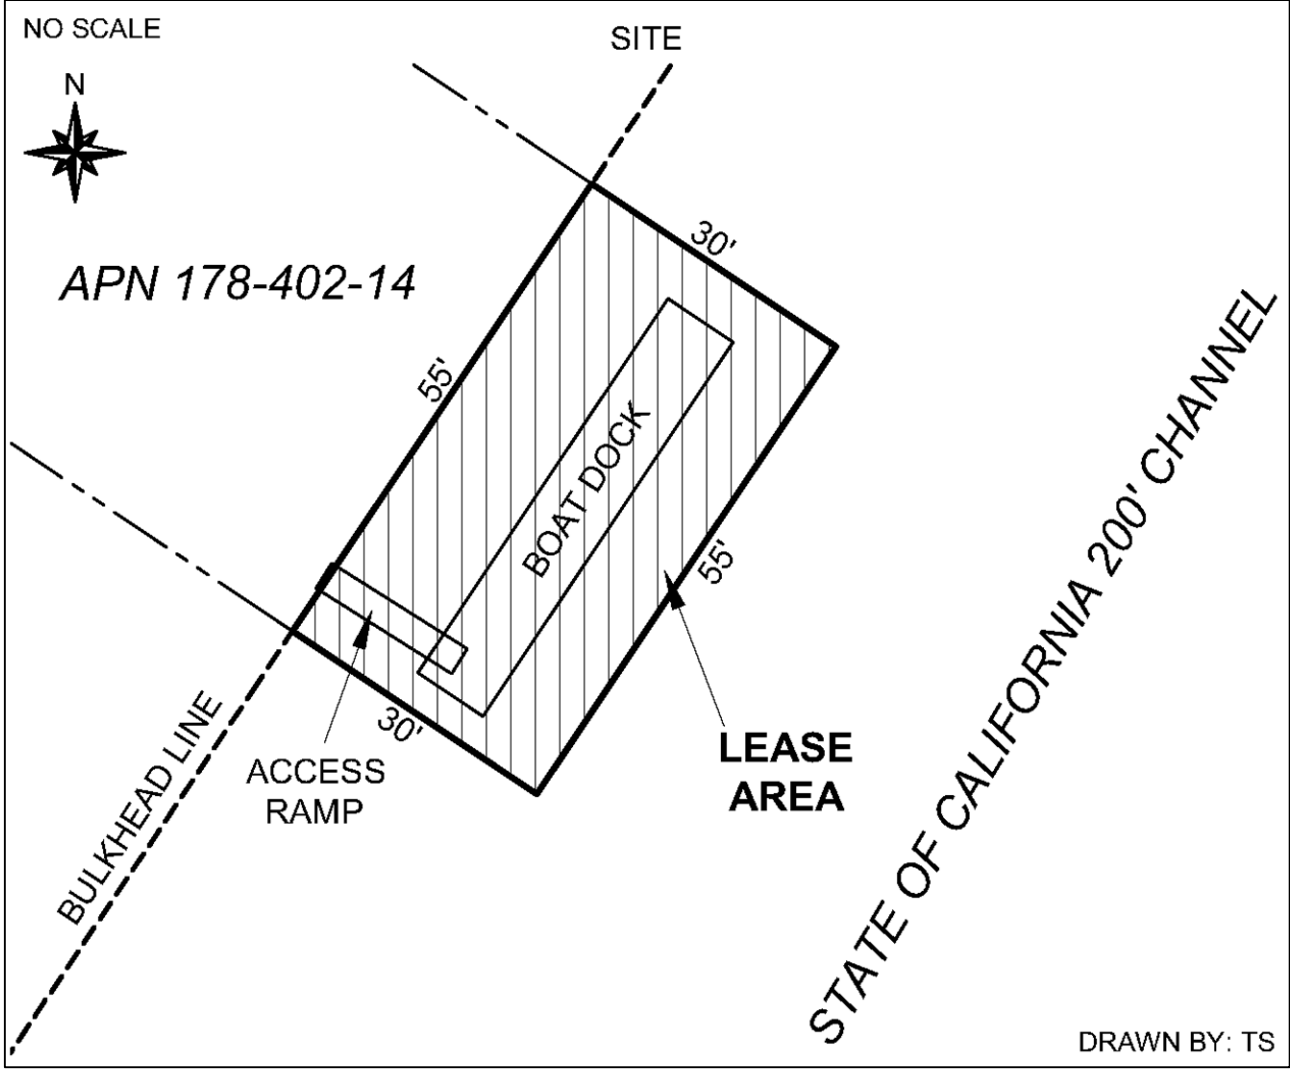 NO SCALE
SITE
N
APN 178-402-14
30'
55'
BOAT DOCK
55'
30'
ACCESS
RAMP
LEASE
AREA
BULKHEAD LINE
STATE OF CALIFORNIA 200' CHANNEL
DRAWN BY: TS